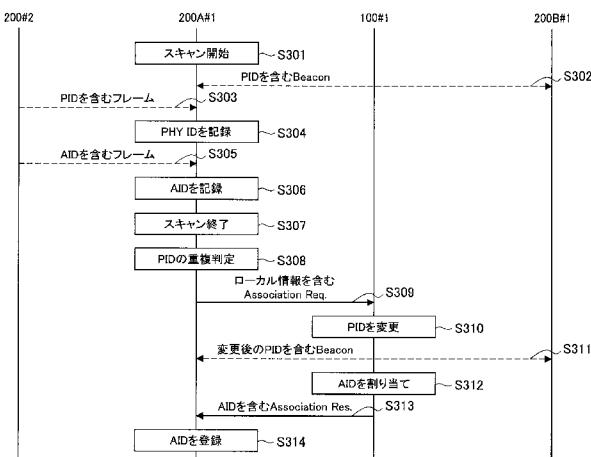 200#2
200A#1
100#1
200B#1
スキャン開始
S301
PIDを含むBeacon
S302
PIDを含むフレーム
S303
PHY IDを記録
S304
AIDを含むフレーム
S305
AIDを記録
S306
スキャン終了
S307
PIDの重複判定
S308
ローカル情報を含む
Association Req.
S309
PIDを変更
S310
変更後のPIDを含むBeacon
S311
AIDを割り当て
S312
AIDを含むAssociation Res.
S313
AIDを登録
S314